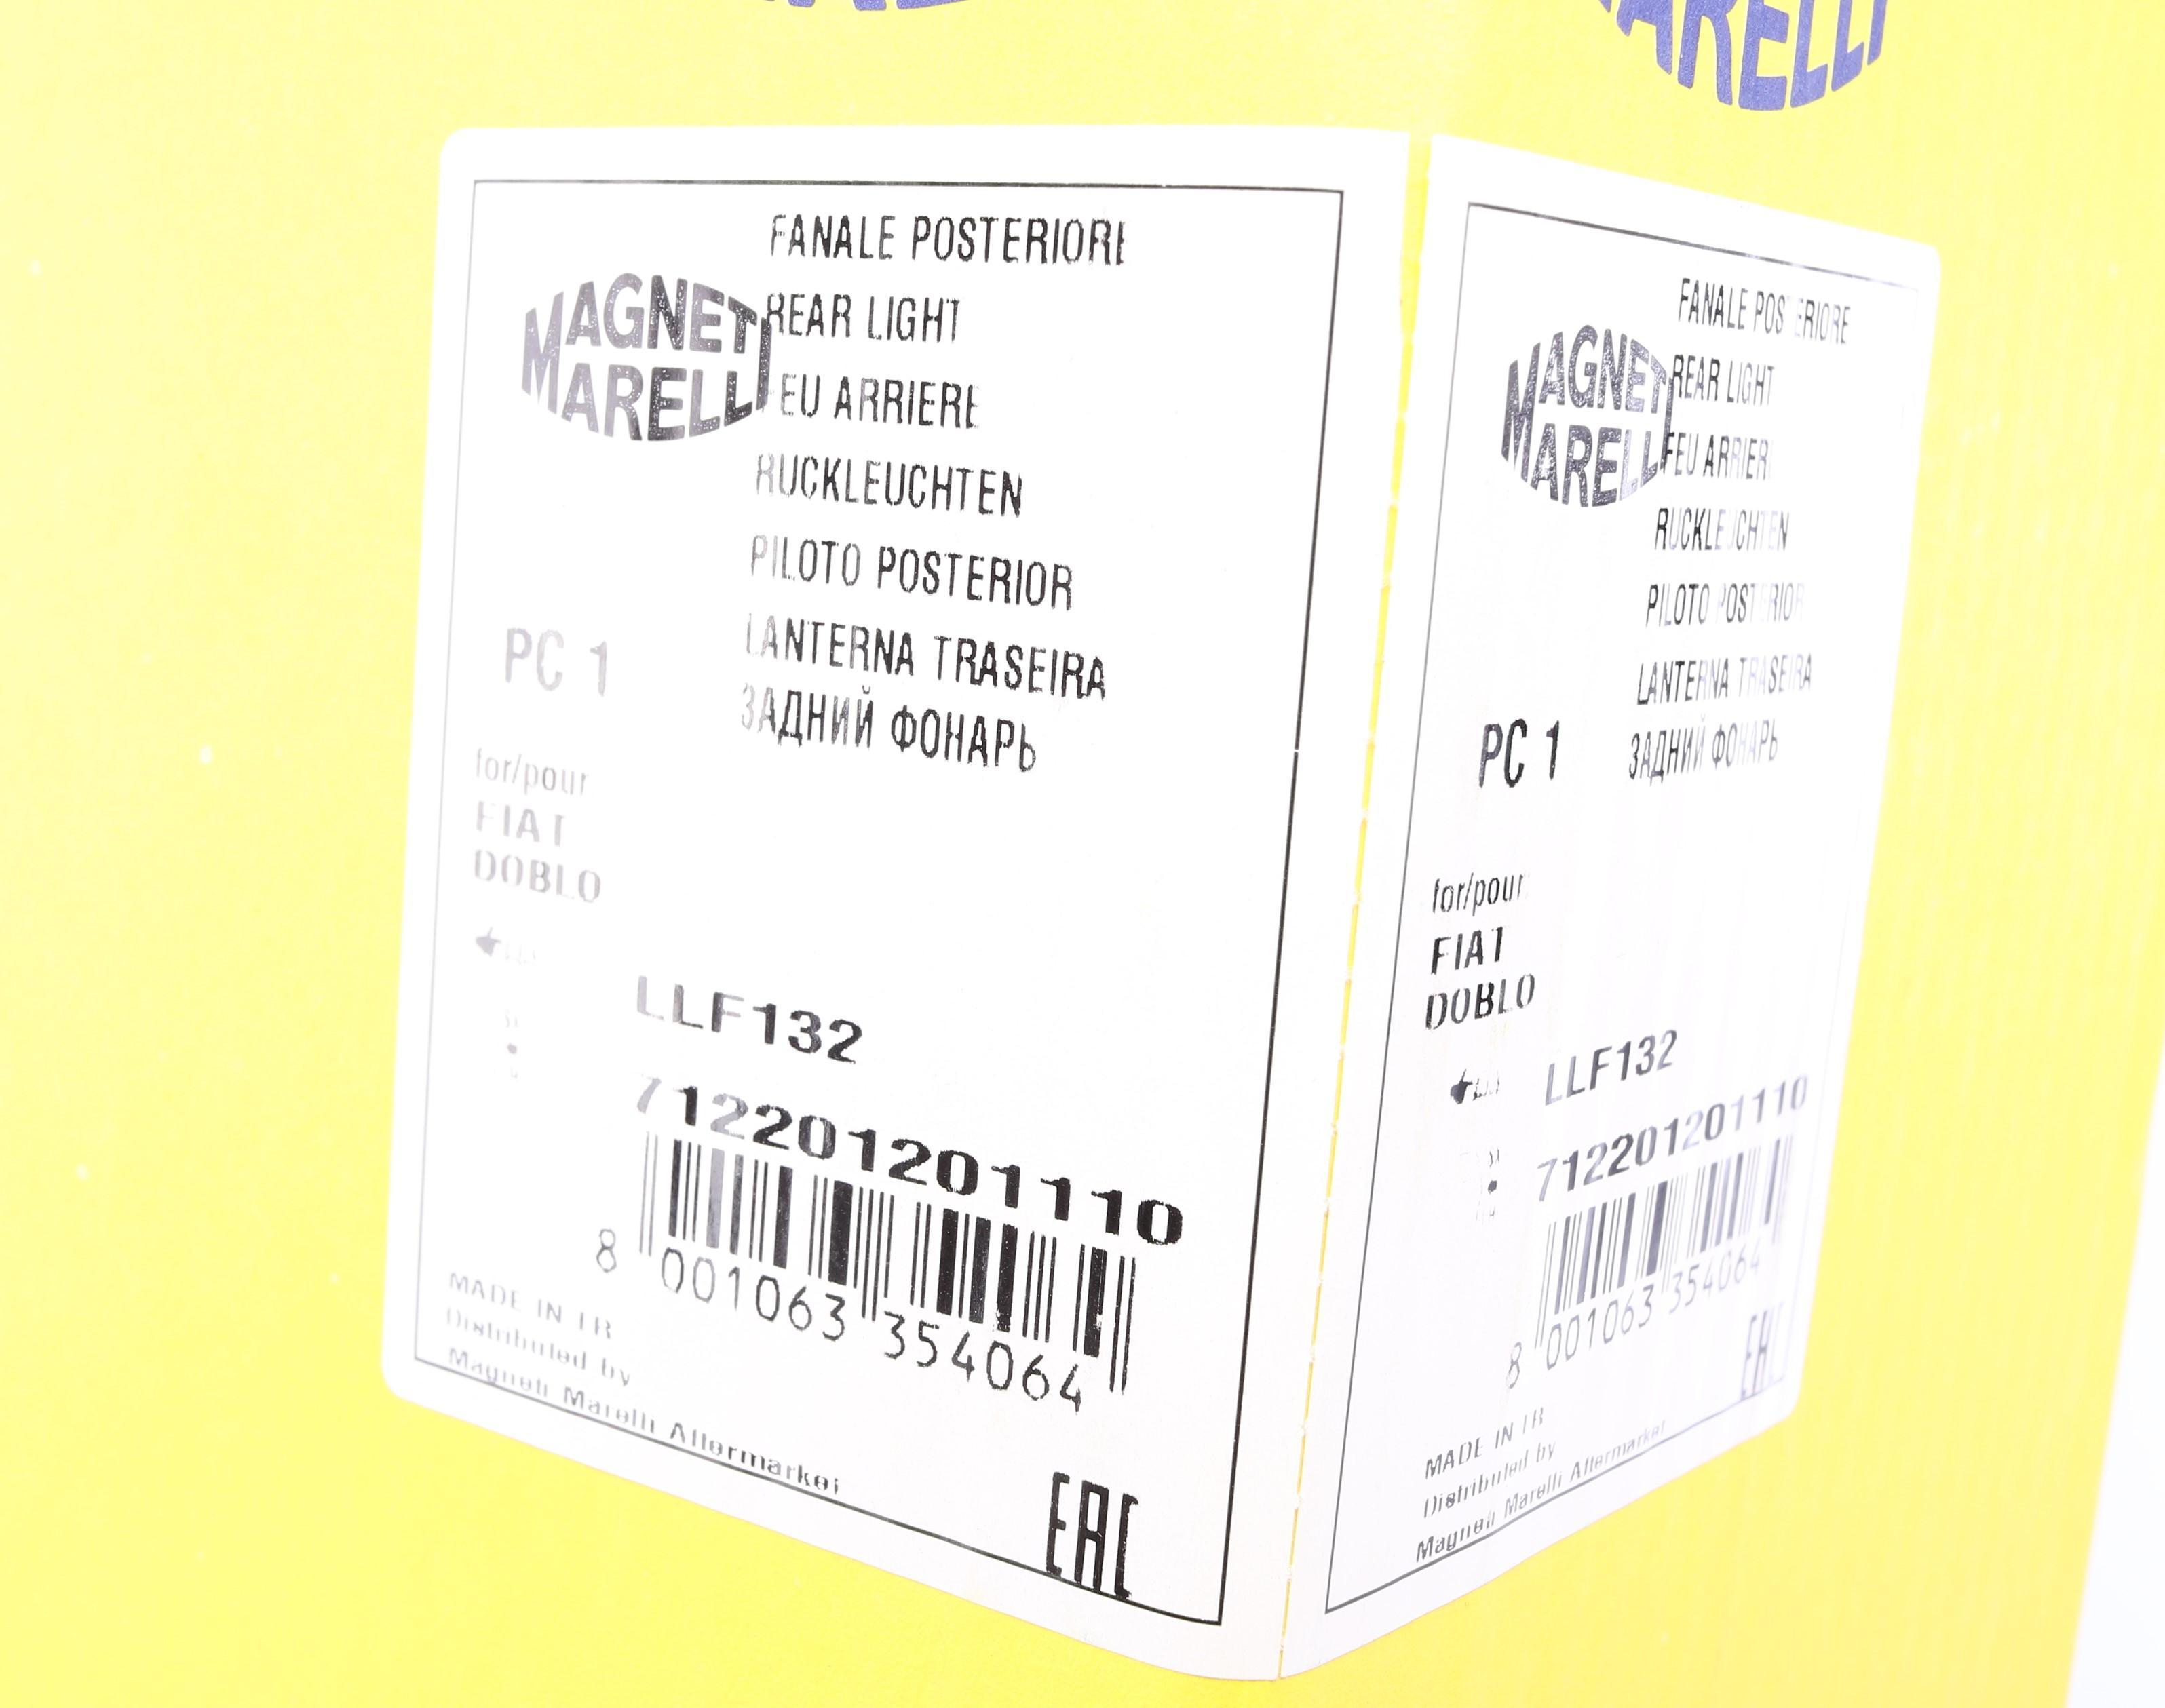 MARELLI
FANALE POSTERIORE
MAGNETI
MARELLI
REAR LIGHT
FEU ARRIERE
RUCKLEUCHTEN
PILOTO POSTERIOR
LANTERNA TRASEIRA
ЗАДНИЙ ФОНАРЬ
PC 1
for/pour
FIAT
DOBLO
LLF132
712201201110
8 001063 354064
MADE IN TR
Distributed by
Magneti Marelli Aftermarket
EAC
FANALE POSTERIORE
MAGNETI
MARELLI
REAR LIGHT
FEU ARRIER
RUCKLEUCHTEN
PILOTO POSTERIOR
LANTERNA TRASEIRA
ЗАДНИЙ ФОНАРЬ
PC 1
for/pour
FIAT
DOBLO
LLF132
712201201110
8 001063 354064
EAC
MADE IN TR
Distributed by
Magneti Marelli Aftermarket